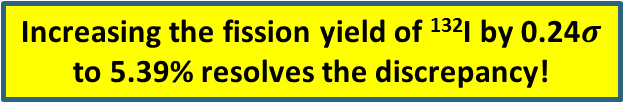 Increasing the fission yield of ¹³²I by 0.24σ
to 5.39% resolves the discrepancy!